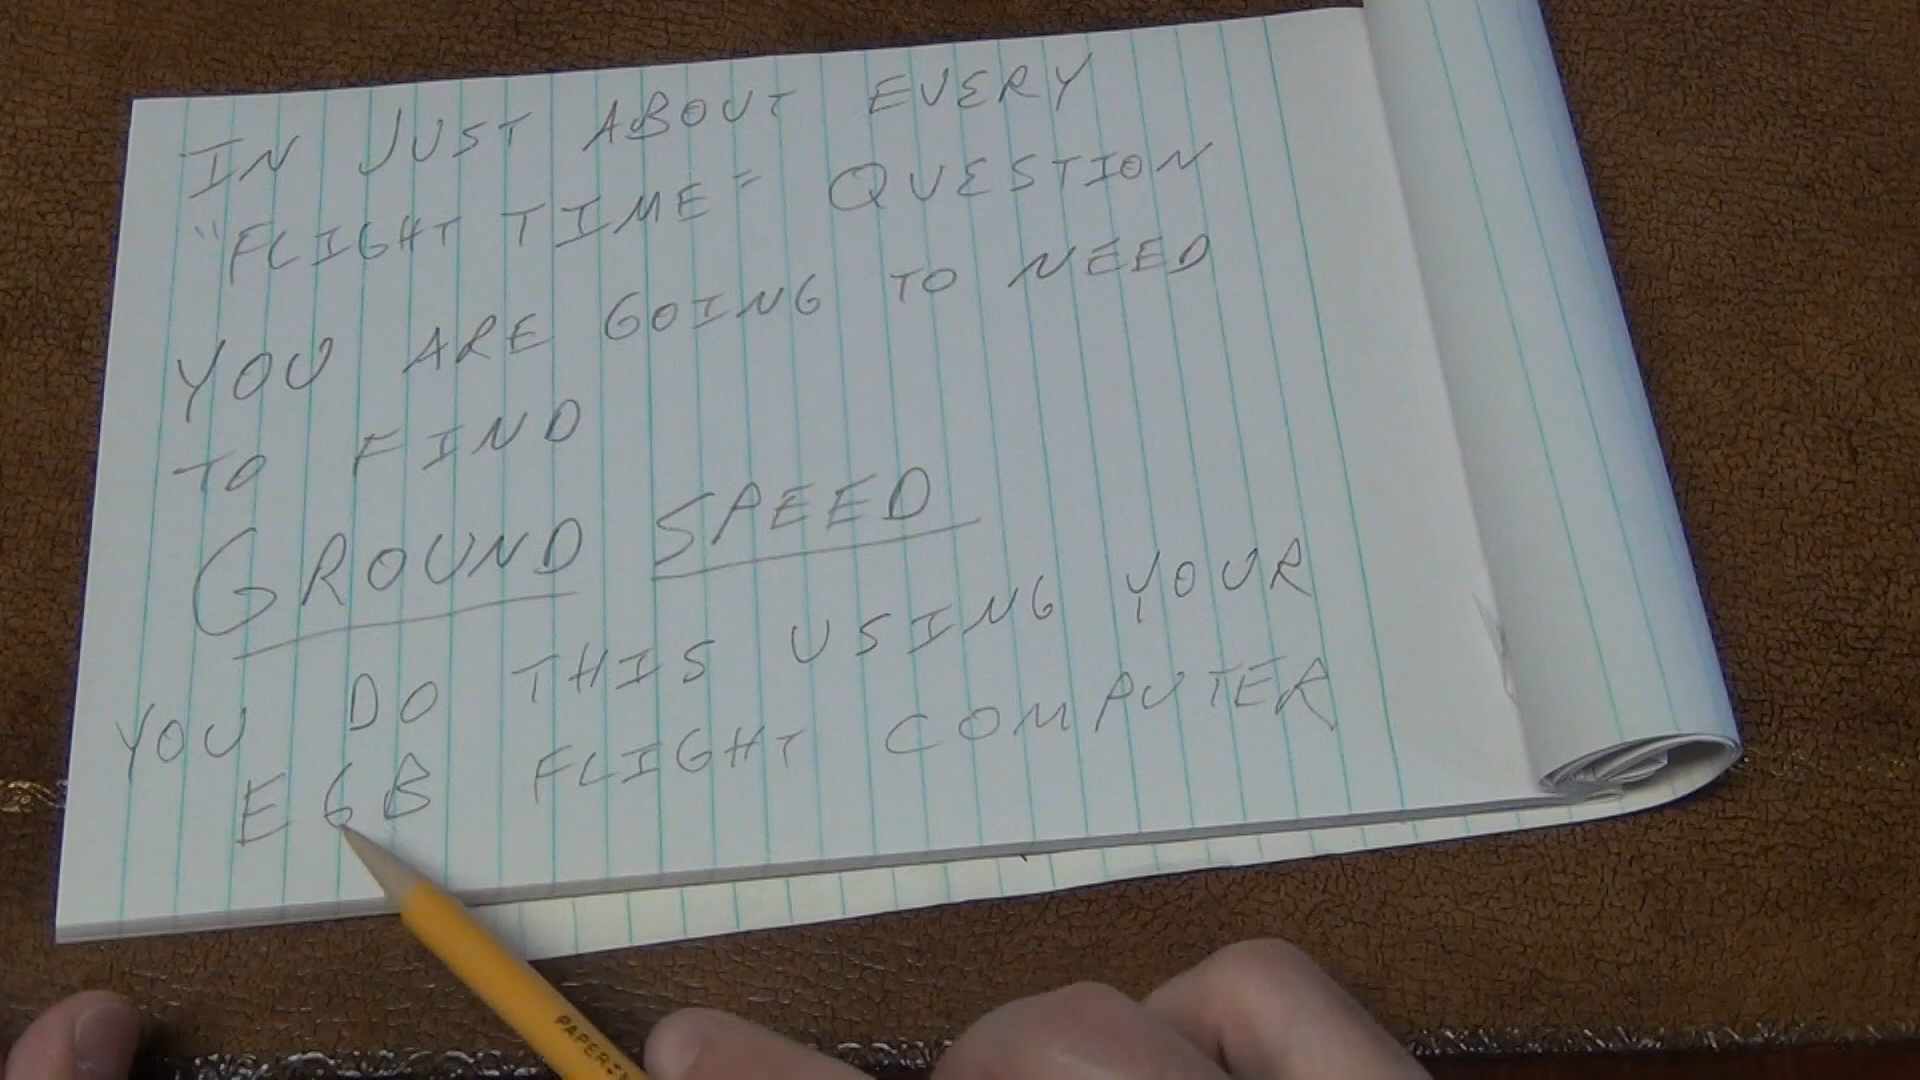 IN JUST ABOUT EVERY
"FLIGHT TIME" QUESTION
YOU ARE GOING TO NEED
TO FIND
GROUND SPEED
YOU DO THIS USING YOUR
E6B FLIGHT COMPUTER